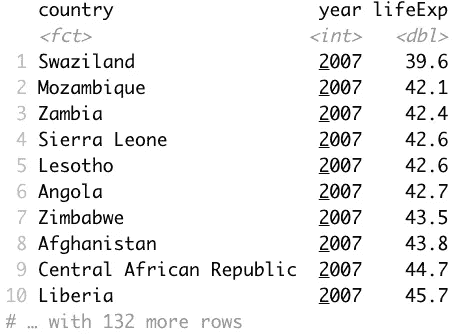 country year lifeExp
<fct> <int> <dbl>
1 Swaziland 2007 39.6
2 Mozambique 2007 42.1
3 Zambia 2007 42.4
4 Sierra Leone 2007 42.6
5 Lesotho 2007 42.6
6 Angola 2007 42.7
7 Zimbabwe 2007 43.5
8 Afghanistan 2007 43.8
9 Central African Republic 2007 44.7
10 Liberia 2007 45.7
# … with 132 more rows